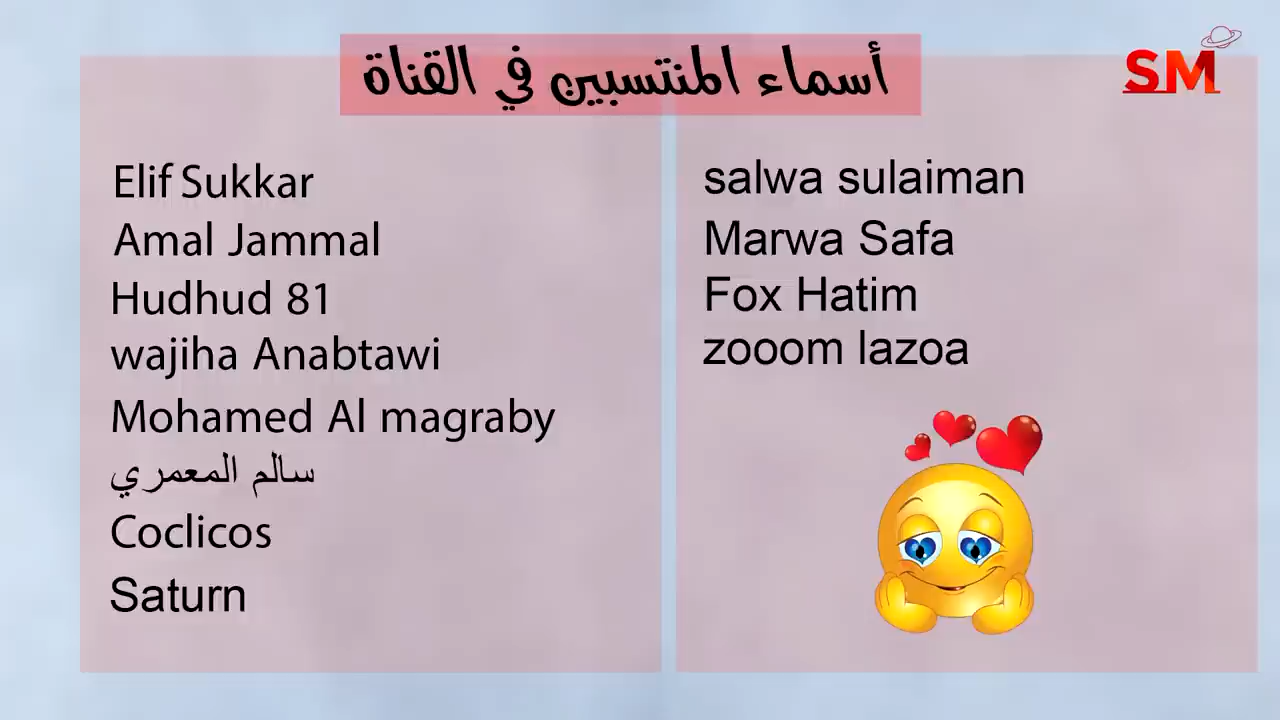 أسماء المنتسبين في القناة
SM
Elif Sukkar
Amal Jammal
Hudhud 81
wajiha Anabtawi
Mohamed Al magraby
سالم المعمري
Coclicos
Saturn
salwa sulaiman
Marwa Safa
Fox Hatim
zooom lazoa